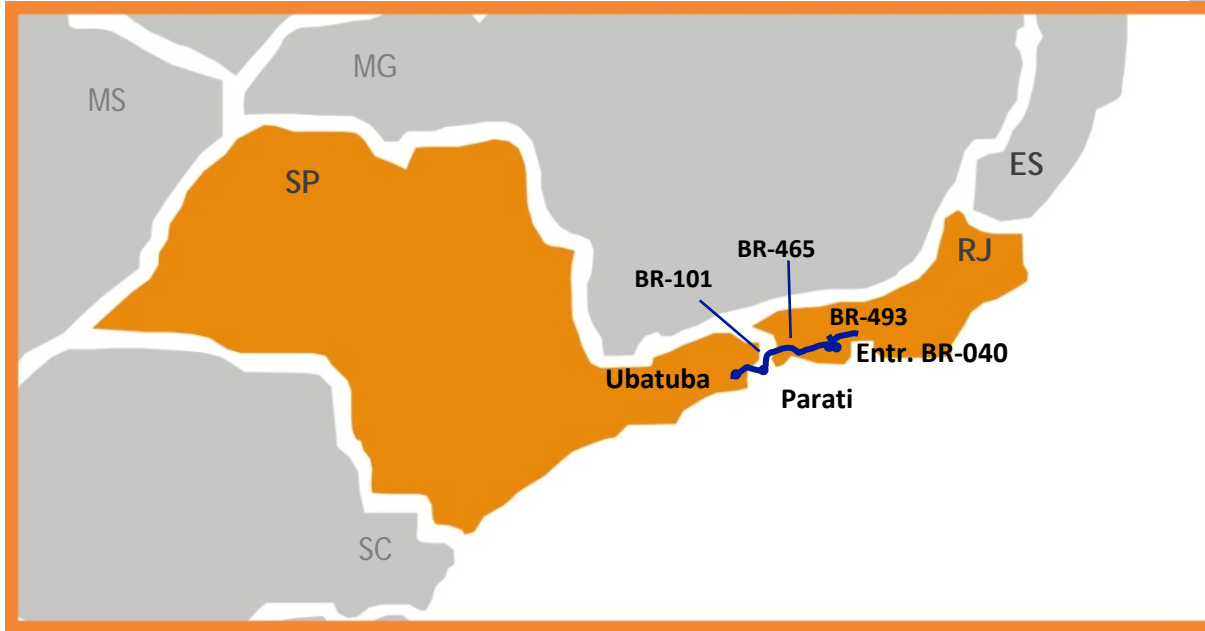 MG
MS
ES
SP
BR-465
RJ
BR-101
BR-493
Entr. BR-040
Ubatuba
Parati
SC